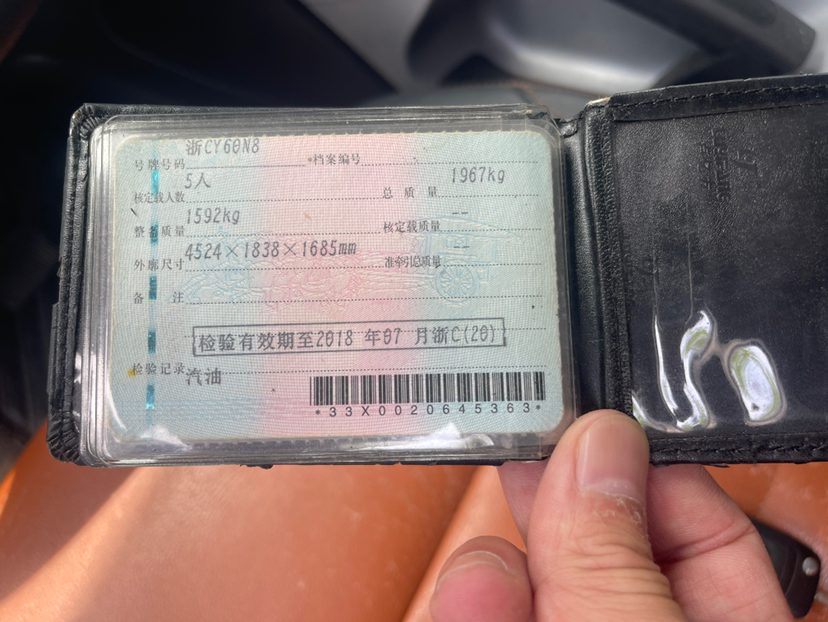 浙CY60N8
号牌号码 *档案编号
5人 1967kg
核定载人数 总 质 量
1592kg --
整备质量 核定载质量
4524×1838×1685mm --
外廓尺寸 准牵引总质量
备 注
检验有效期至2018 年07 月浙C(20)
检验记录 汽油
*33X0020645363*